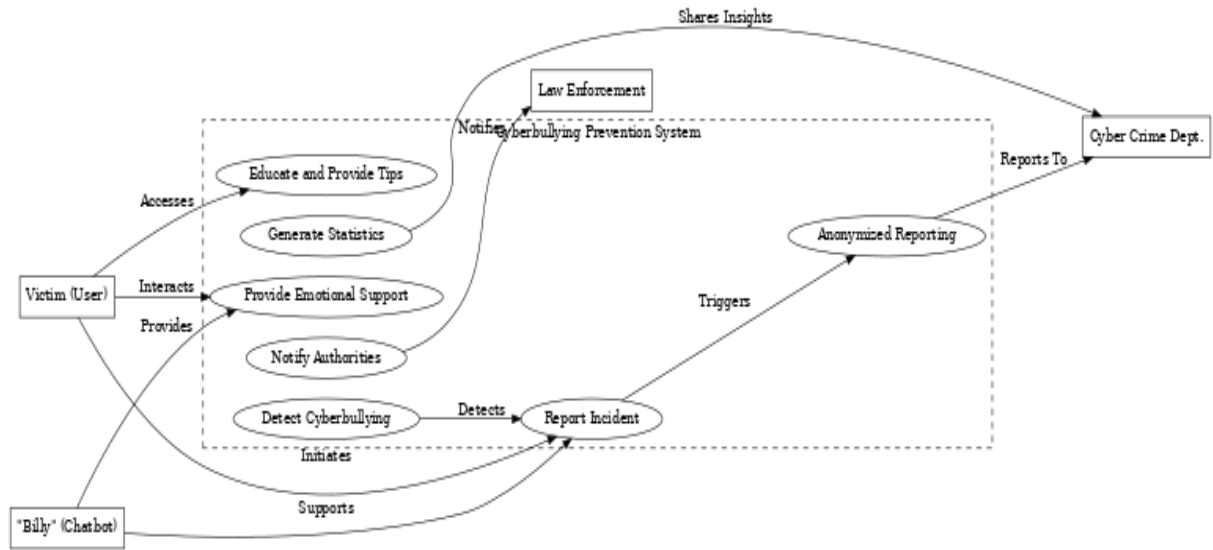 Shares Insights
Law Enforcement
Notifies
Cyberbullying Prevention System
Cyber Crime Dept.
Reports To
Educate and Provide Tips
Accesses
Generate Statistics
Anonymized Reporting
Victim (User)
Interacts
Provide Emotional Support
Provides
Triggers
Notify Authorities
Detect Cyberbullying
Detects
Report Incident
Initiates
Supports
"Billy" (Chatbot)